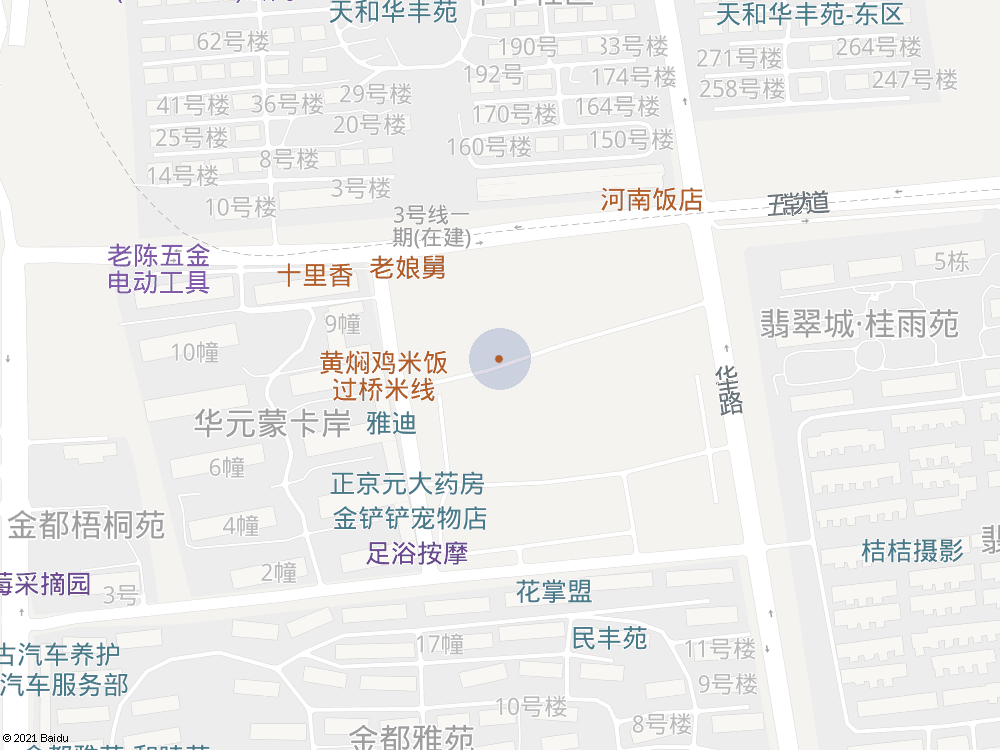 天和华丰苑
天和华丰苑-东区
62号楼
190号
33号楼
264号楼
271号楼
192号
174号楼
247号楼
258号楼
41号楼
36号楼
29号楼
170号楼
164号楼
25号楼
20号楼
160号楼
150号楼
8号楼
14号楼
3号楼
10号楼
河南饭店
3号线一
期(在建)
老陈五金
电动工具
十里香
老娘舅
5栋
9幢
翡翠城·桂雨苑
10幢
黄焖鸡米饭
过桥米线
华丰路
华元蒙卡岸
雅迪
6幢
正京元大药房
金铲铲宠物店
金都梧桐苑
4幢
足浴按摩
桔桔摄影
翡
2幢
莓采摘园
3号
花掌盟
古汽车养护
汽车服务部
17幢
民丰苑
11号楼
9号楼
10号楼
8号楼
金都雅苑
© 2021 Baidu